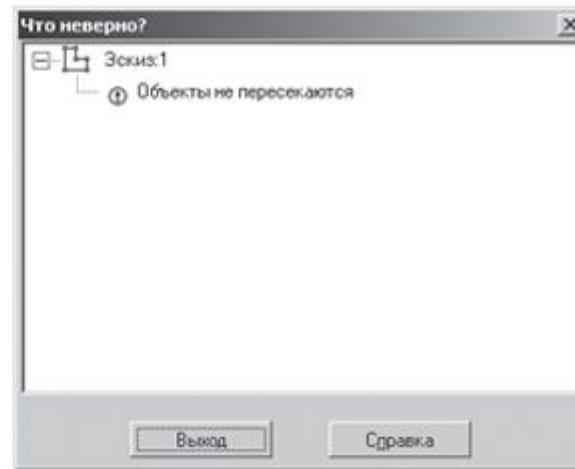 Что неверно?
Эскиз:1
Объекты не пересекаются
Выход
Справка